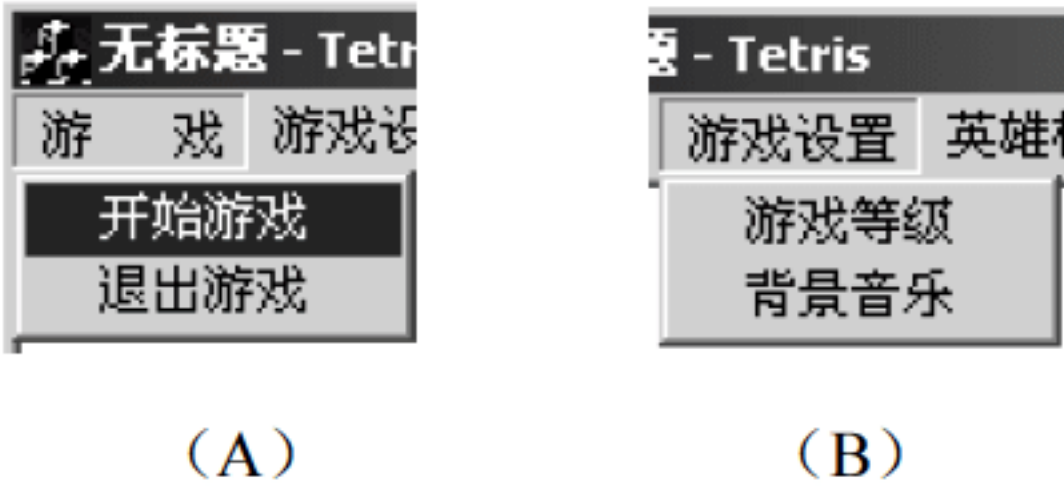 无标题 - Tetr
游 戏 游戏设
开始游戏
退出游戏
(A)
题 - Tetris
游戏设置 英雄
游戏等级
背景音乐
(B)